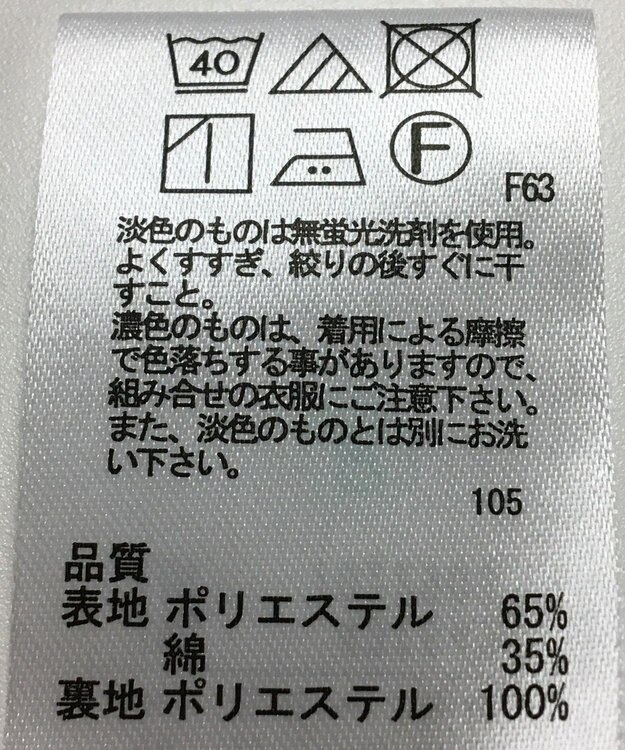 40
F
F63
淡色のものは無蛍光洗剤を使用。
よくすすぎ、絞りの後すぐに干
すこと。
濃色のものは、着用による摩擦
で色落ちする事がありますので、
組み合せの衣服にご注意下さい。
また、淡色のものとは別にお洗
い下さい。
105
品質
表地 ポリエステル 65%
綿 35%
裏地 ポリエステル 100%